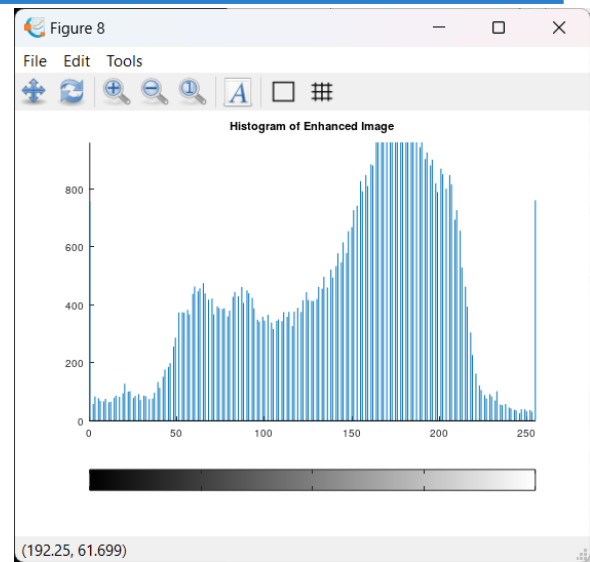 Figure 8
File Edit Tools
A
Histogram of Enhanced Image
800
600
400
200
0
0 50 100 150 200 250
(192.25, 61.699)